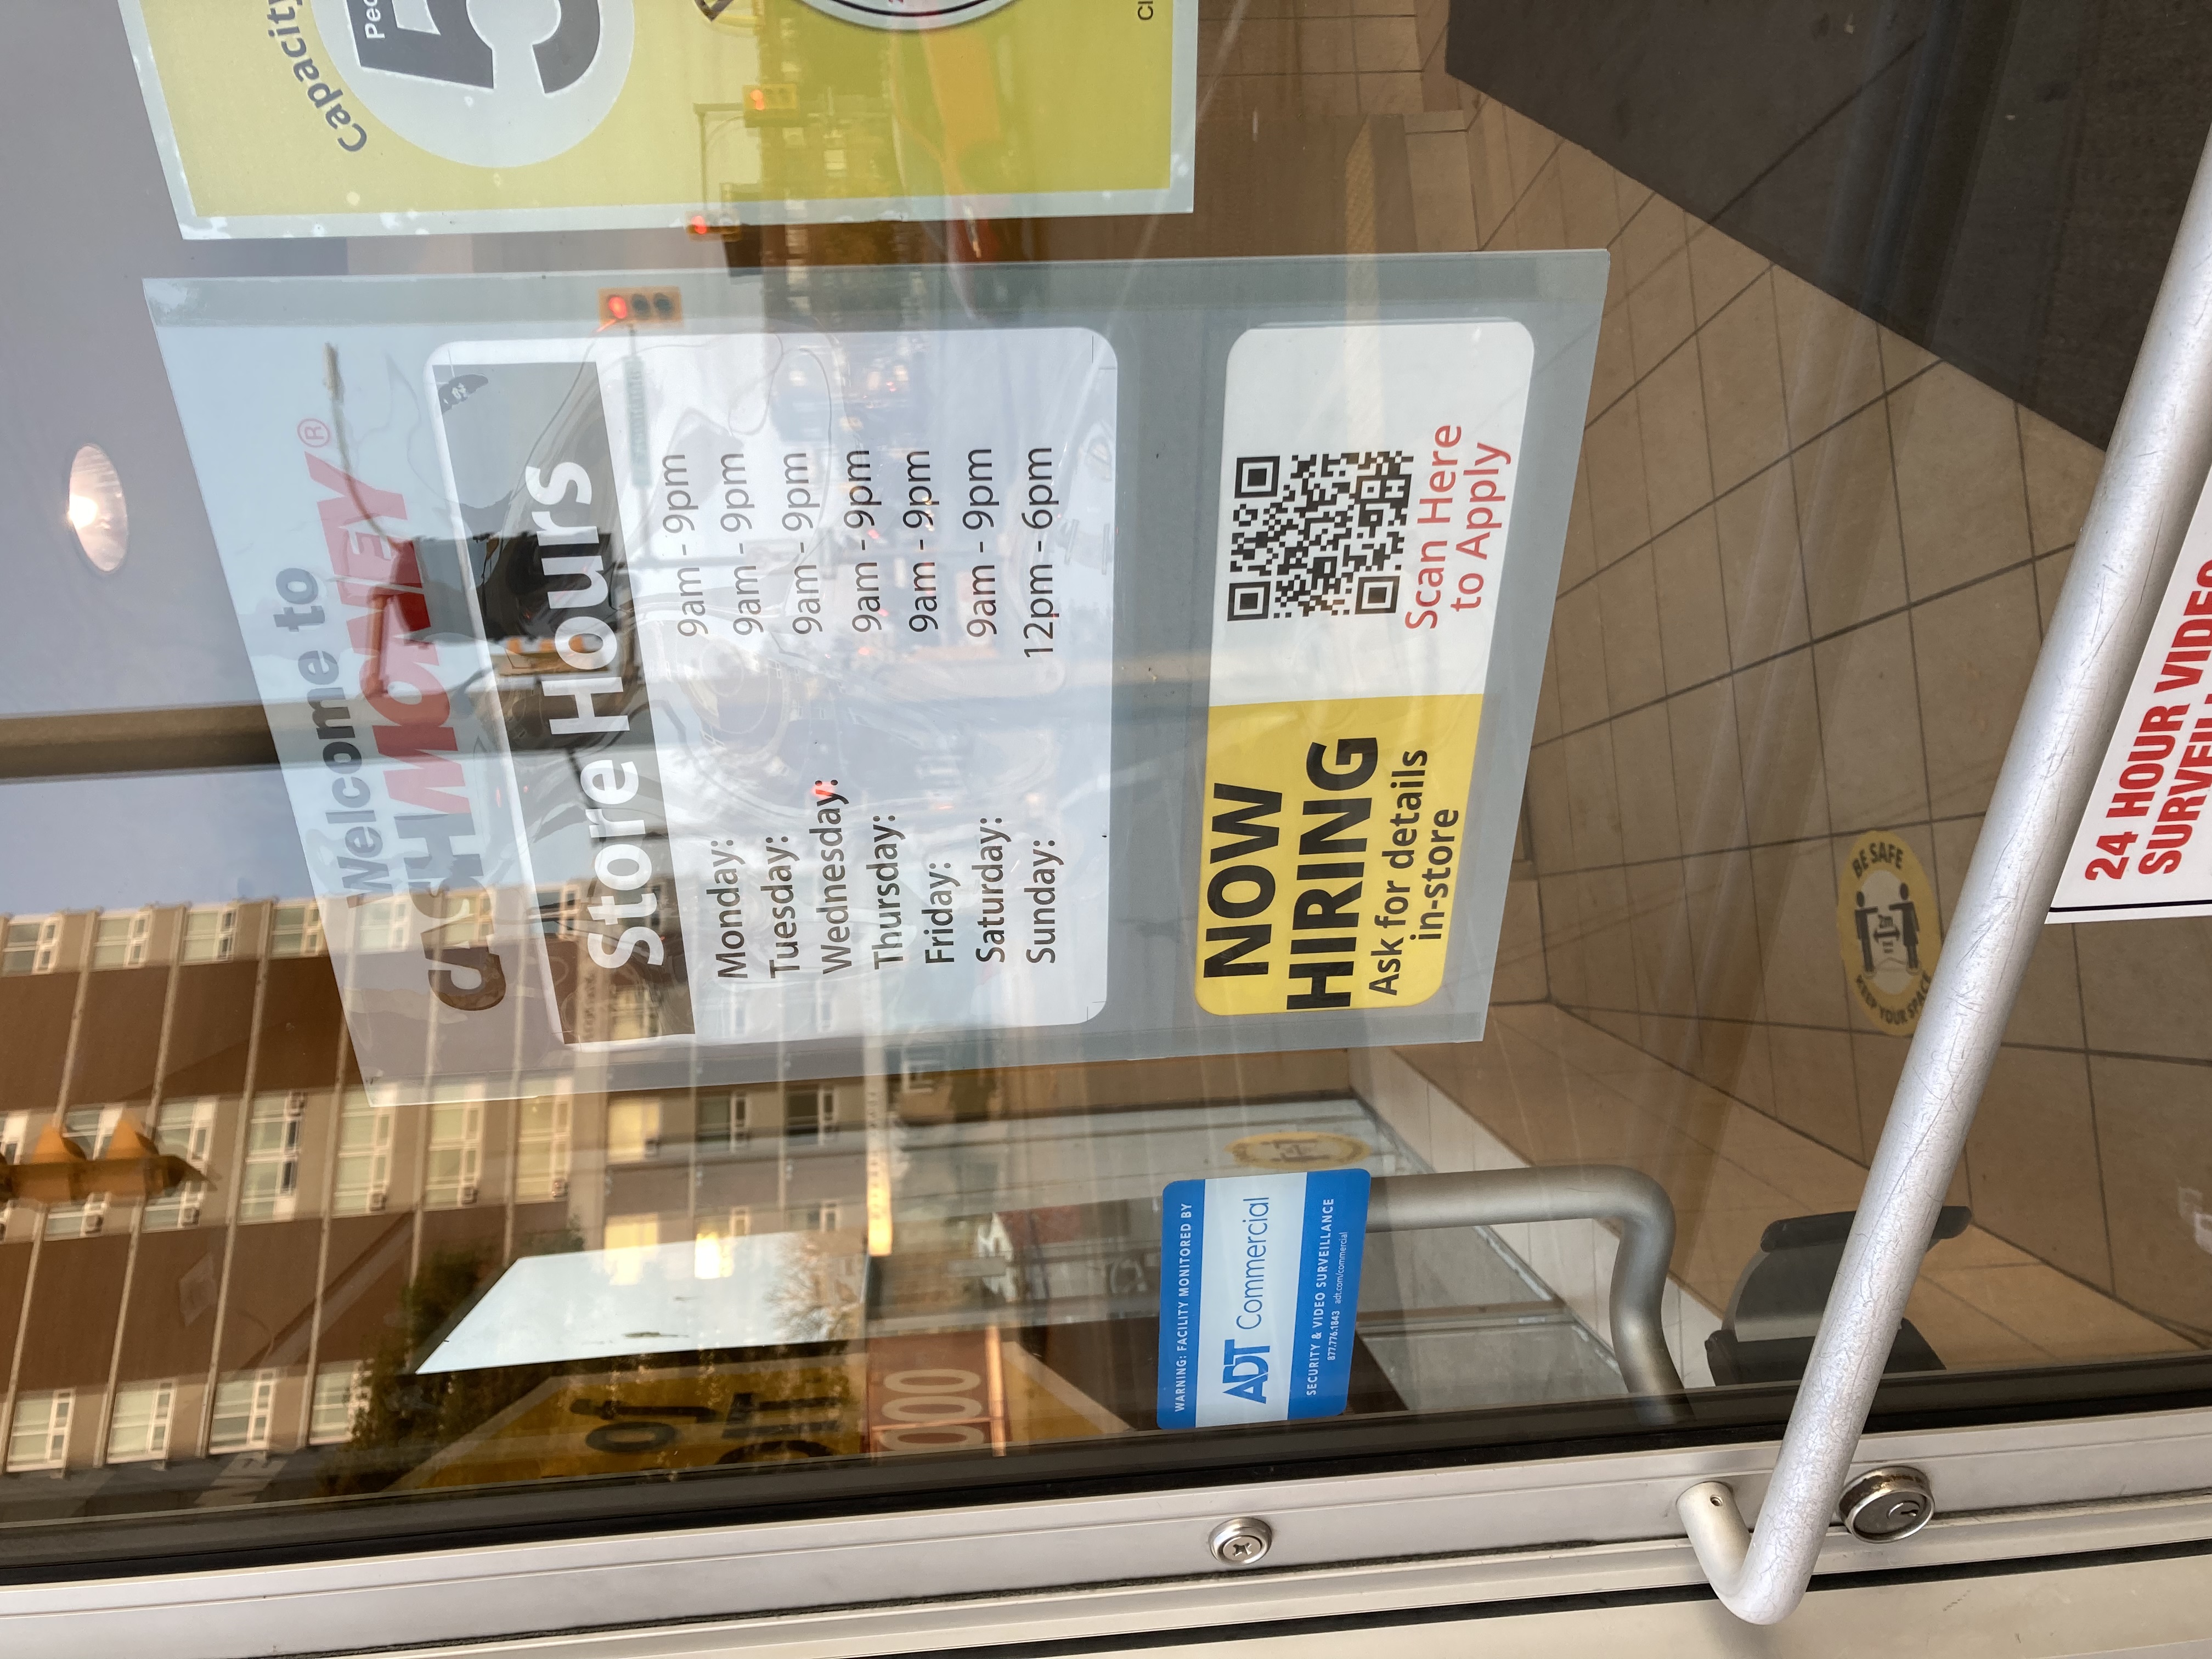 Welcome to
CASHMONEY®
Store Hours
Monday: 9am - 9pm
Tuesday: 9am - 9pm
Wednesday: 9am - 9pm
Thursday: 9am - 9pm
Friday: 9am - 9pm
Saturday: 9am - 9pm
Sunday: 12pm - 6pm
NOW
HIRING
Ask for details
in-store
Scan Here
to Apply
Capacity
5
WARNING: FACILITY MONITORED BY
ADT Commercial
SECURITY & VIDEO SURVEILLANCE
877.776.1843 adt.com/commercial
BE SAFE
2m
KEEP YOUR SPACE
24 HOUR VIDEO